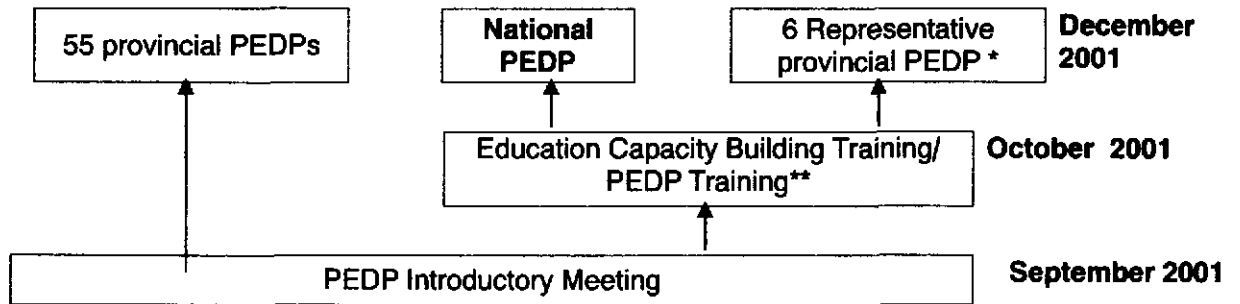 55 provincial PEDPs
National
PEDP
6 Representative
provincial PEDP *
December
2001
Education Capacity Building Training/
PEDP Training**
October 2001
PEDP Introductory Meeting
September 2001